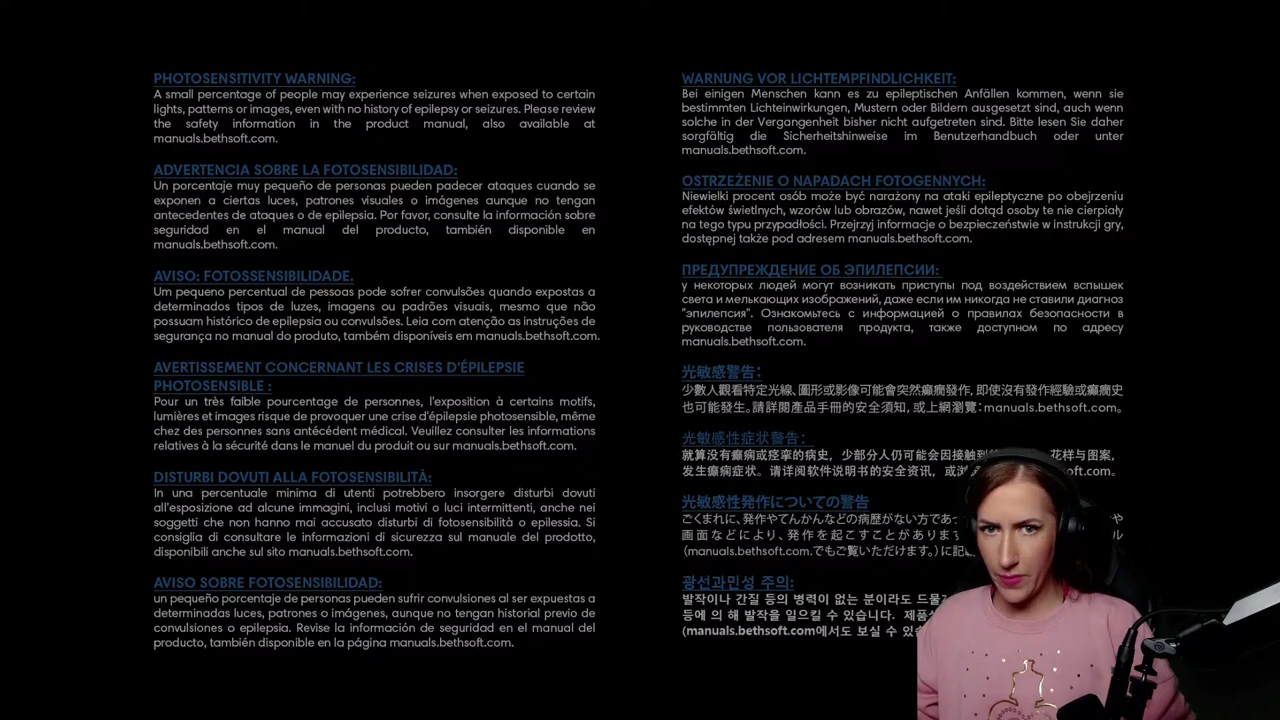 PHOTOSENSITIVITY WARNING:
A small percentage of people may experience seizures when exposed to certain
lights, patterns or images, even with no history of epilepsy or seizures. Please review
the safety information in the product manual, also available at
manuals.bethsoft.com.
ADVERTENCIA SOBRE LA FOTOSENSIBILIDAD:
Un porcentaje muy pequeño de personas pueden padecer ataques cuando se
exponen a ciertas luces, patrones visuales o imágenes aunque no tengan
antecedentes de ataques o de epilepsia. Por favor, consulte la información sobre
seguridad en el manual del producto, también disponible en
manuals.bethsoft.com.
AVISO: FOTOSSENSIBILIDADE.
Um pequeno percentual de pessoas pode sofrer convulsões quando expostas a
determinados tipos de luzes, imagens ou padrões visuais, mesmo que não
possuam histórico de epilepsia ou convulsões. Leia com atenção as instruções de
segurança no manual do produto, também disponíveis em manuals.bethsoft.com.
AVERTISSEMENT CONCERNANT LES CRISES D'ÉPILEPSIE
PHOTOSENSIBLE :
Pour un très faible pourcentage de personnes, l'exposition à certains motifs,
lumières et images risque de provoquer une crise d'épilepsie photosensible, même
chez des personnes sans antécédent médical. Veuillez consulter les informations
relatives à la sécurité dans le manuel du produit ou sur manuals.bethsoft.com.
DISTURBI DOVUTI ALLA FOTOSENSIBILITÀ:
In una percentuale minima di utenti potrebbero insorgere disturbi dovuti
all'esposizione ad alcune immagini, inclusi motivi o luci intermittenti, anche nei
soggetti che non hanno mai accusato disturbi di fotosensibilità o epilessia. Si
consiglia di consultare le informazioni di sicurezza sul manuale del prodotto,
disponibili anche sul sito manuals.bethsoft.com.
AVISO SOBRE FOTOSENSIBILIDAD:
un pequeño porcentaje de personas pueden sufrir convulsiones al ser expuestas a
determinadas luces, patrones o imágenes, aunque no tengan historial previo de
convulsiones o epilepsia. Revise la información de seguridad en el manual del
producto, también disponible en la página manuals.bethsoft.com.
WARNUNG VOR LICHTEMPFINDLICHKEIT:
Bei einigen Menschen kann es zu epileptischen Anfällen kommen, wenn sie
bestimmten Lichteinwirkungen, Mustern oder Bildern ausgesetzt sind, auch wenn
solche in der Vergangenheit bisher nicht aufgetreten sind. Bitte lesen Sie daher
sorgfältig die Sicherheitshinweise im Benutzerhandbuch oder unter
manuals.bethsoft.com.
OSTRZEŻENIE O NAPADACH FOTOGENNYCH:
Niewielki procent osób może być narażony na ataki epileptyczne po obejrzeniu
efektów świetlnych, wzorów lub obrazów, nawet jeśli dotąd osoby te nie cierpiały
na tego typu przypadłości. Przejrzyj informacje o bezpieczeństwie w instrukcji gry,
dostępnej także pod adresem manuals.bethsoft.com.
ПРЕДУПРЕЖДЕНИЕ ОБ ЭПИЛЕПСИИ:
у некоторых людей могут возникать приступы под воздействием вспышек
света и мелькающих изображений, даже если им никогда не ставили диагноз
"эпилепсия". Ознакомьтесь с информацией о правилах безопасности в
руководстве пользователя продукта, также доступном по адресу
manuals.bethsoft.com.
光敏感警告：
少數人觀看特定光線、圖形或影像可能會突然癲癇發作，即使沒有發作經驗或癲癇史
也可能發生。請詳閱產品手冊的安全須知，或上網瀏覽：manuals.bethsoft.com。
光敏感性症状警告：
就算没有癫痫或痉挛的病史，少部分人仍可能会因接触到 花样与图案，
发生癫痫症状。请详阅软件说明书的安全资讯，或 soft.com。
光敏感性発作についての警告
ごくまれに、発作やてんかんなどの病歴がない方であ や
画面などにより、発作を起こすことがあります ル
（manuals.bethsoft.comでもご覧いただけます。）に記
광선과민성 주의:
발작이나 간질 등의 병력이 없는 분이라도 드물
등에 의해 발작을 일으킬 수 있습니다. 제품
(manuals.bethsoft.com에서도 보실 수 있